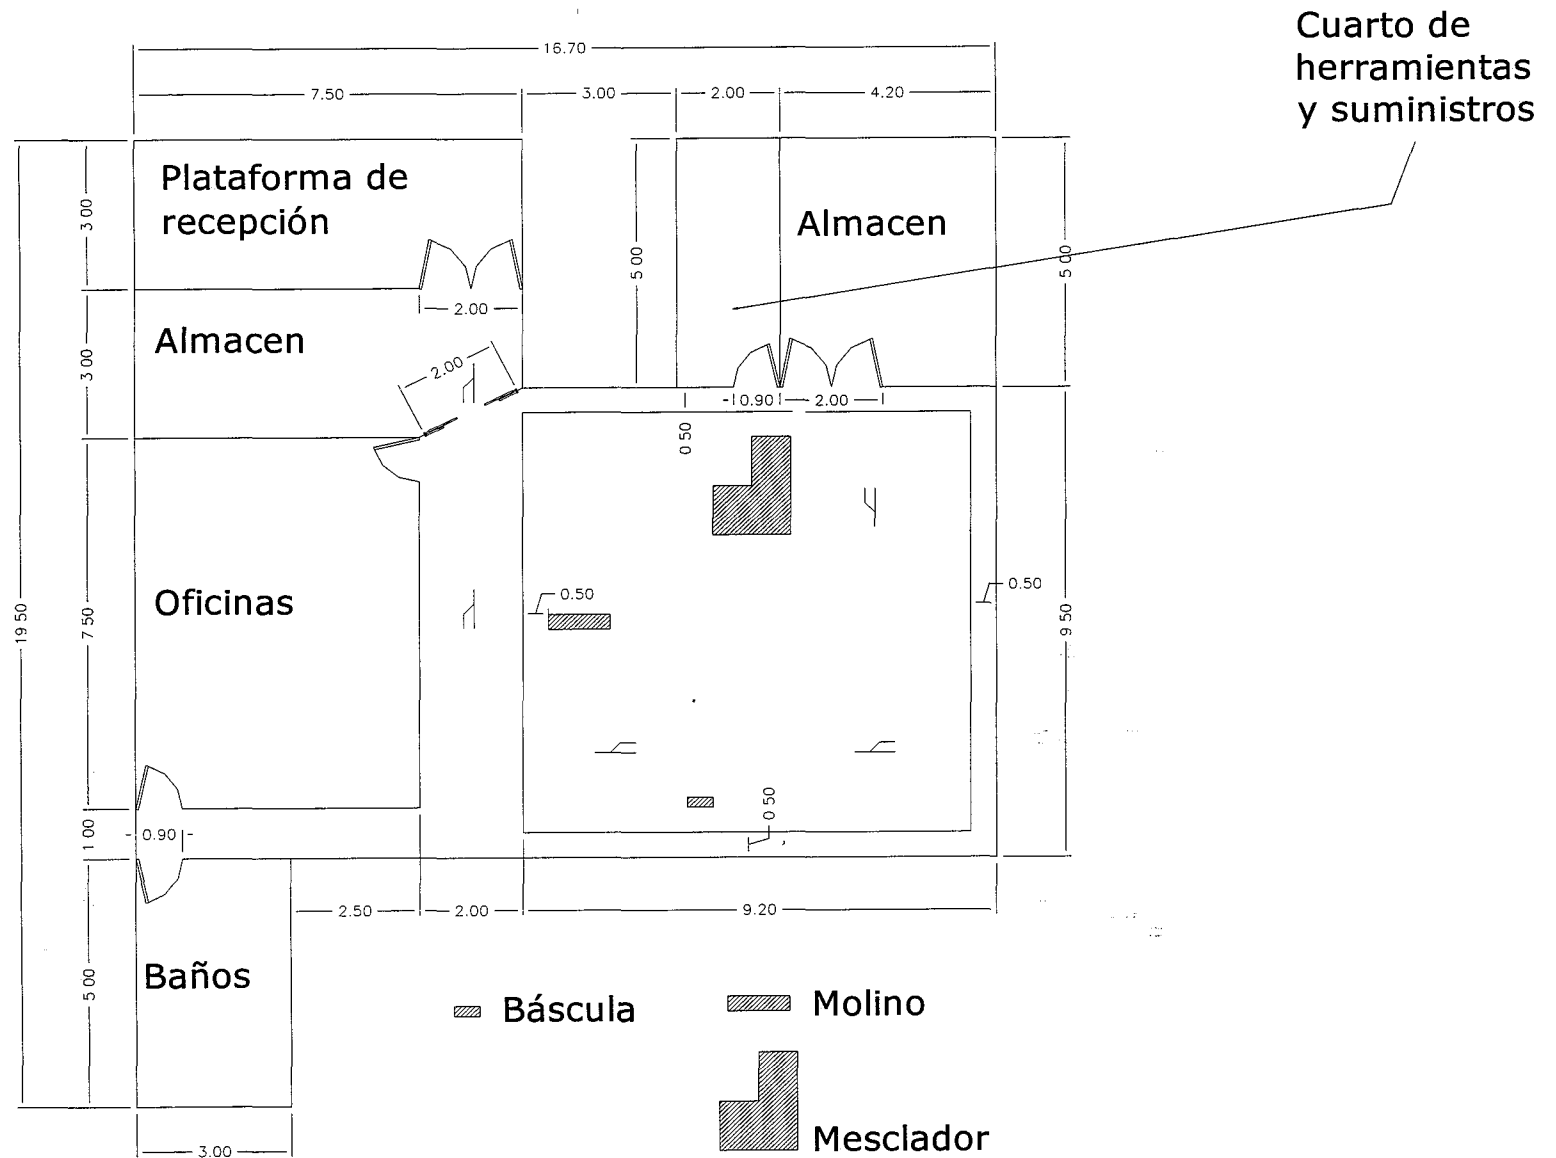 Cuarto de
herramientas
y suministros
16.70
7.50
3.00
2.00
4.20
Plataforma de
recepción
Almacen
3 00
5 00
5 00
2.00
Almacen
3 00
2.00
0.90
2.00
0 50
Oficinas
0.50
0.50
19 50
7 50
9 50
1 00
0.90
0 50
2.50
2.00
9.20
Baños
5 00
Báscula
Molino
Mesclador
3.00